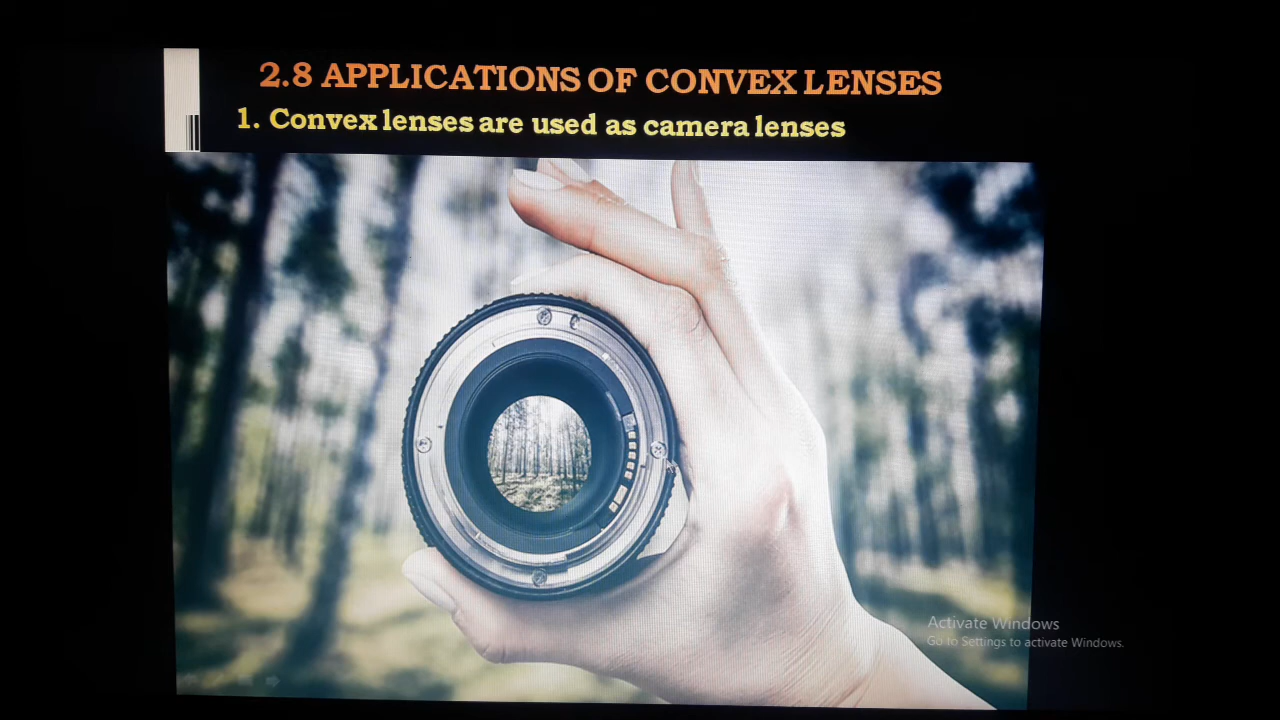 2.8 APPLICATIONS OF CONVEX LENSES
1. Convex lenses are used as camera lenses
Activate Windows
Go to Settings to activate Windows.